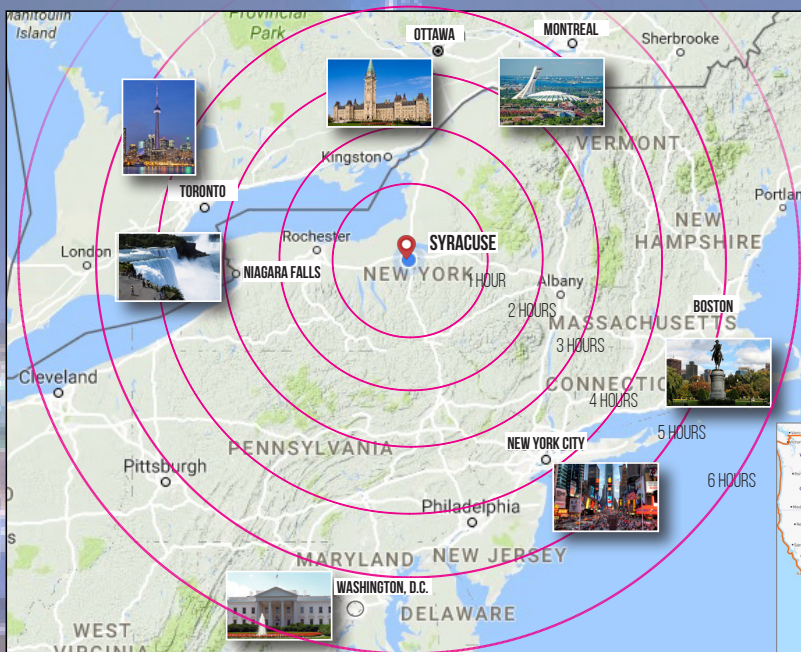 Manitoulin
Island
Provincial
Park
OTTAWA
MONTREAL
Sherbrooke
VERMONT
Kingston
TORONTO
Portlan
NEW
HAMPSHIRE
Rochester
SYRACUSE
London
NIAGARA FALLS
NEW YORK
1 HOUR
Albany
2 HOURS
BOSTON
MASSACHUSETTS
3 HOURS
Cleveland
CONNECTIC
4 HOURS
5 HOURS
NEW YORK CITY
PENNSYLVANIA
Pittsburgh
6 HOURS
Philadelphia
MARYLAND
NEW JERSEY
WASHINGTON, D.C.
DELAWARE
WEST
VIRGINIA